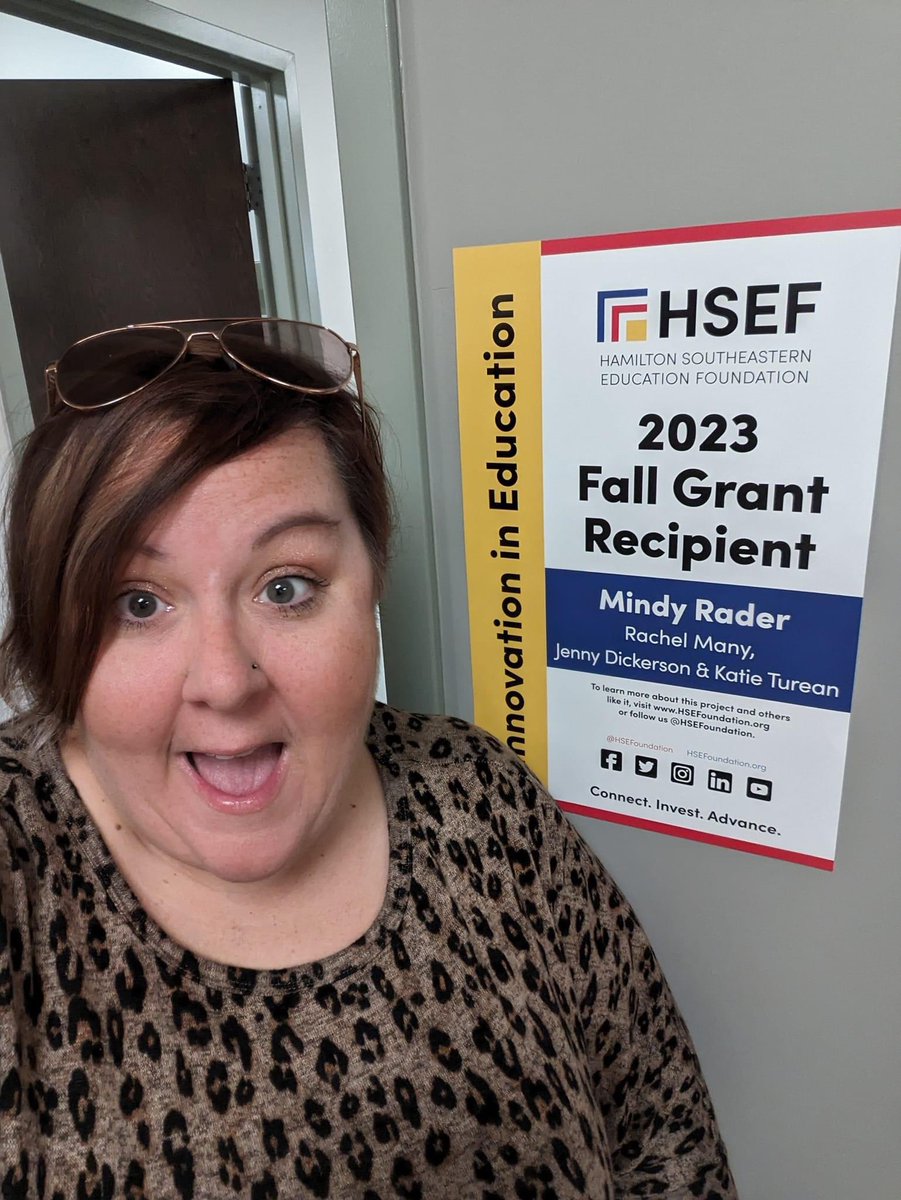 Innovation in Education
HSEF
HAMILTON SOUTHEASTERN
EDUCATION FOUNDATION
2023
Fall Grant
Recipient
Mindy Rader
Rachel Many,
Jenny Dickerson & Katie Turean
To learn more about this project and others
like it, visit www.HSEFoundation.org
or follow us @HSEFoundation.
@HSEFoundation HSEFoundation.org
Connect. Invest. Advance.